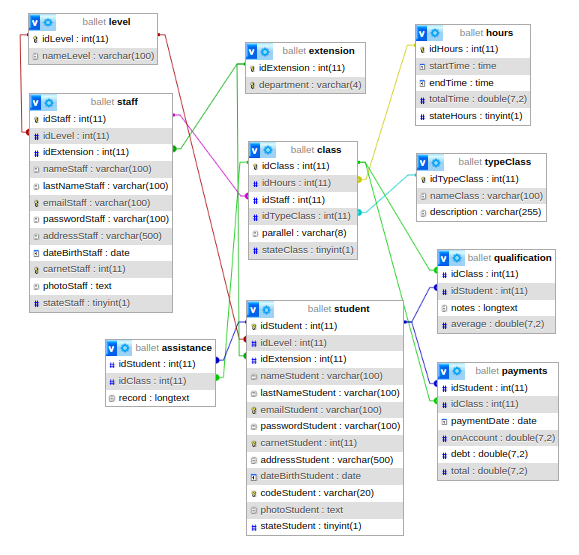 ballet level
idLevel : int(11)
nameLevel : varchar(100)
ballet staff
idStaff : int(11)
idLevel : int(11)
idExtension : int(11)
nameStaff : varchar(100)
lastNameStaff : varchar(100)
emailStaff : varchar(100)
passwordStaff : varchar(100)
addressStaff : varchar(500)
dateBirthStaff : date
carnetStaff : int(11)
photoStaff : text
stateStaff : tinyint(1)
ballet extension
idExtension : int(11)
department : varchar(4)
ballet class
idClass : int(11)
idHours : int(11)
idStaff : int(11)
idTypeClass : int(11)
parallel : varchar(8)
stateClass : tinyint(1)
ballet hours
idHours : int(11)
startTime : time
endTime : time
totalTime : double(7,2)
stateHours : tinyint(1)
ballet typeClass
idTypeClass : int(11)
nameClass : varchar(100)
description : varchar(255)
ballet qualification
idClass : int(11)
idStudent : int(11)
notes : longtext
average : double(7,2)
ballet assistance
idStudent : int(11)
idClass : int(11)
record : longtext
ballet student
idStudent : int(11)
idLevel : int(11)
idExtension : int(11)
nameStudent : varchar(100)
lastNameStudent : varchar(100)
emailStudent : varchar(100)
passwordStudent : varchar(100)
carnetStudent : int(11)
addressStudent : varchar(500)
dateBirthStudent : date
codeStudent : varchar(20)
photoStudent : text
stateStudent : tinyint(1)
ballet payments
idStudent : int(11)
idClass : int(11)
paymentDate : date
onAccount : double(7,2)
debt : double(7,2)
total : double(7,2)